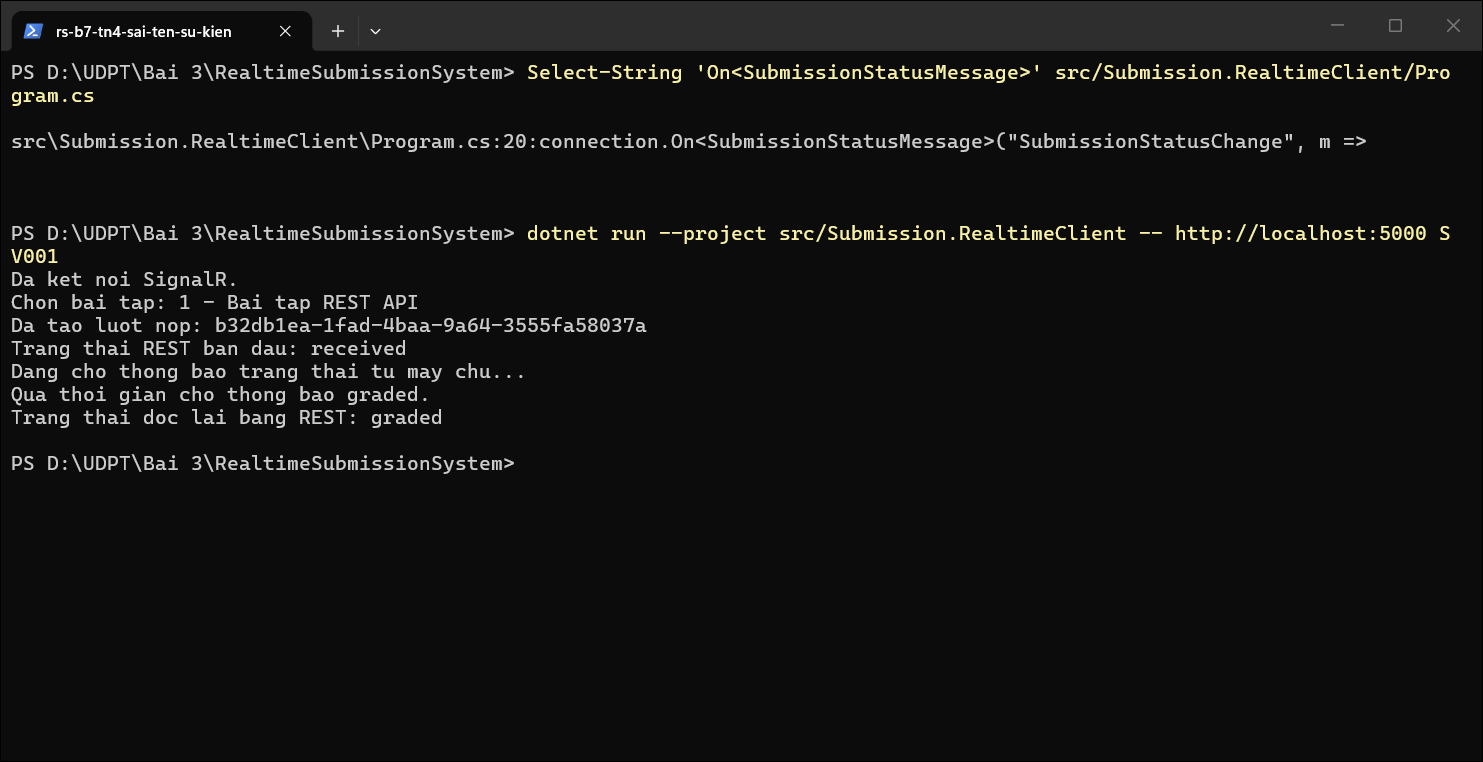 rs-b7-tn4-sai-ten-su-kien
PS D:\UDPT\Bai 3\RealtimeSubmissionSystem> Select-String 'On<SubmissionStatusMessage>' src/Submission.RealtimeClient/Pro
gram.cs
src\Submission.RealtimeClient\Program.cs:20:connection.On<SubmissionStatusMessage>("SubmissionStatusChange", m =>
PS D:\UDPT\Bai 3\RealtimeSubmissionSystem> dotnet run --project src/Submission.RealtimeClient -- http://localhost:5000 S
V001
Da ket noi SignalR.
Chon bai tap: 1 - Bai tap REST API
Da tao luot nop: b32db1ea-1fad-4baa-9a64-3555fa58037a
Trang thai REST ban dau: received
Dang cho thong bao trang thai tu may chu...
Qua thoi gian cho thong bao graded.
Trang thai doc lai bang REST: graded
PS D:\UDPT\Bai 3\RealtimeSubmissionSystem>